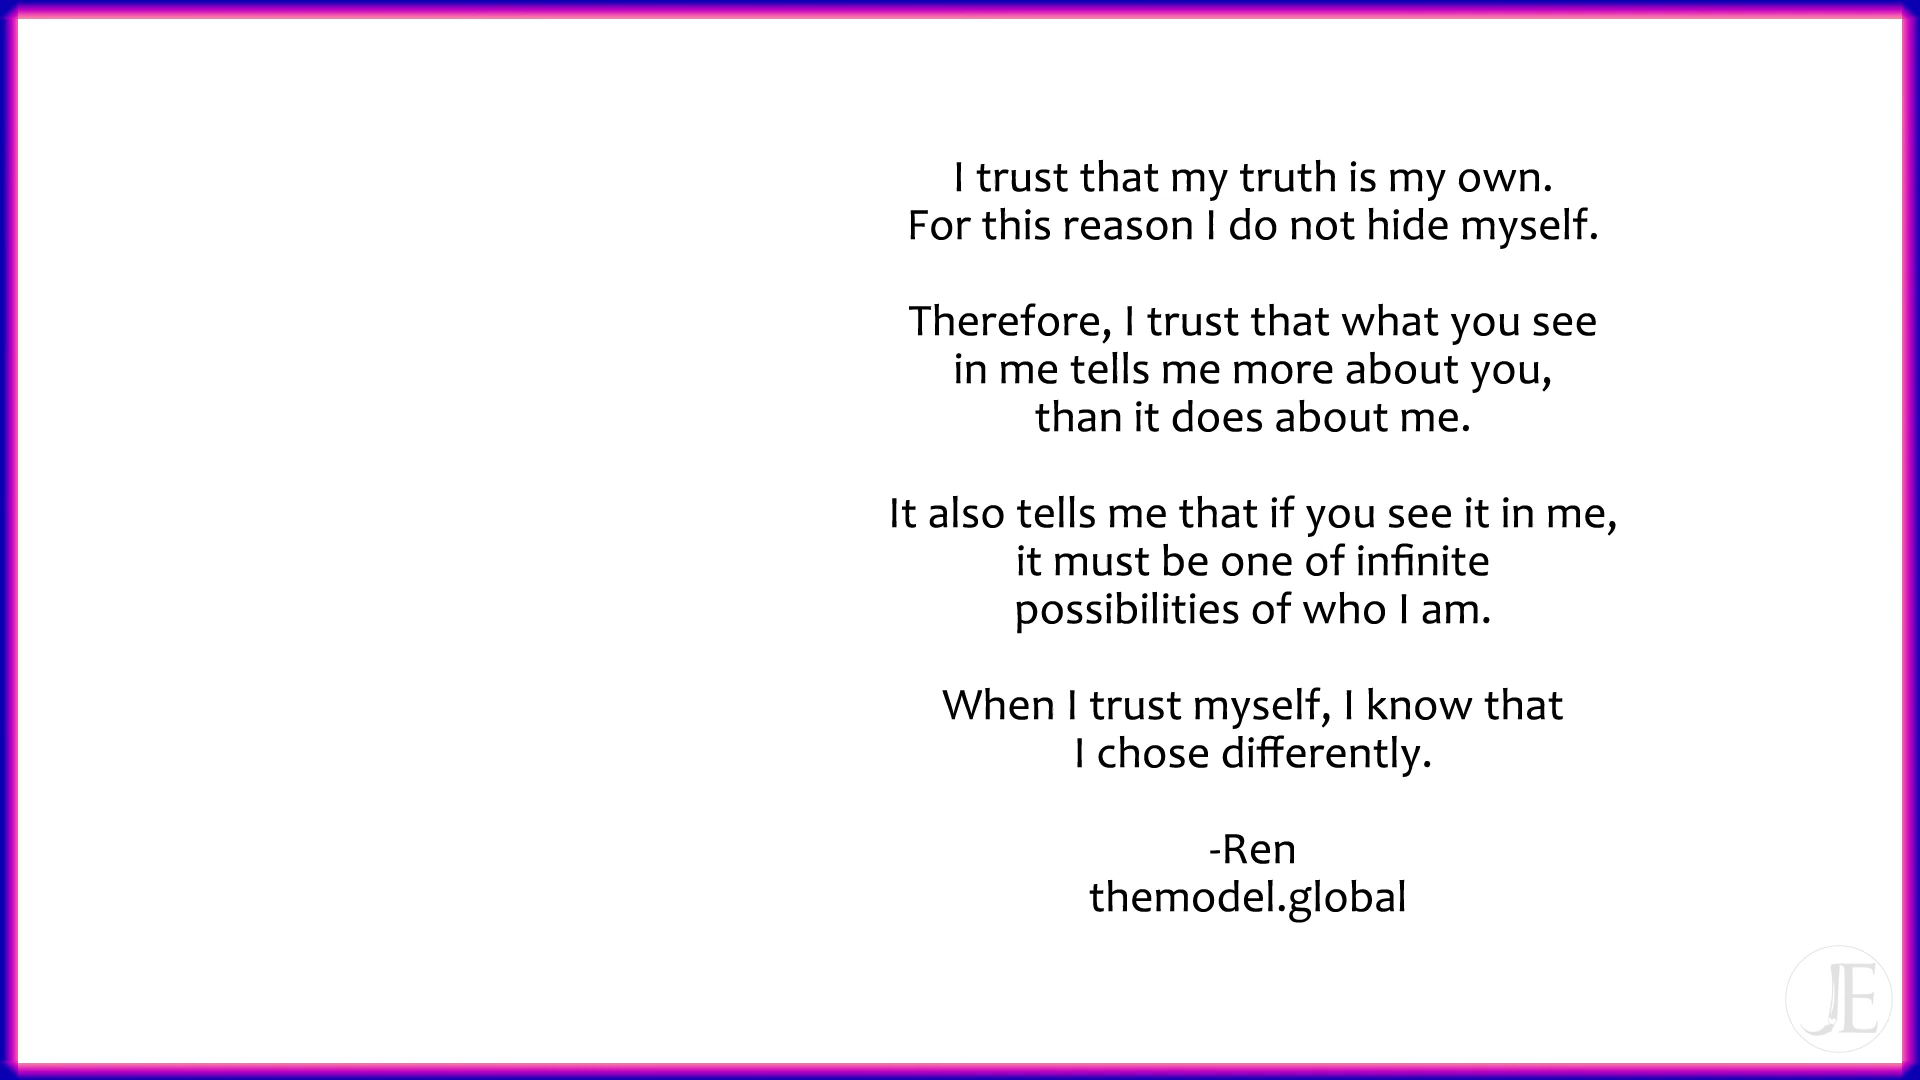 I trust that my truth is my own.
For this reason I do not hide myself.
Therefore, I trust that what you see
in me tells me more about you,
than it does about me.
It also tells me that if you see it in me,
it must be one of infinite
possibilities of who I am.
When I trust myself, I know that
I chose differently.
-Ren
themodel.global
JE